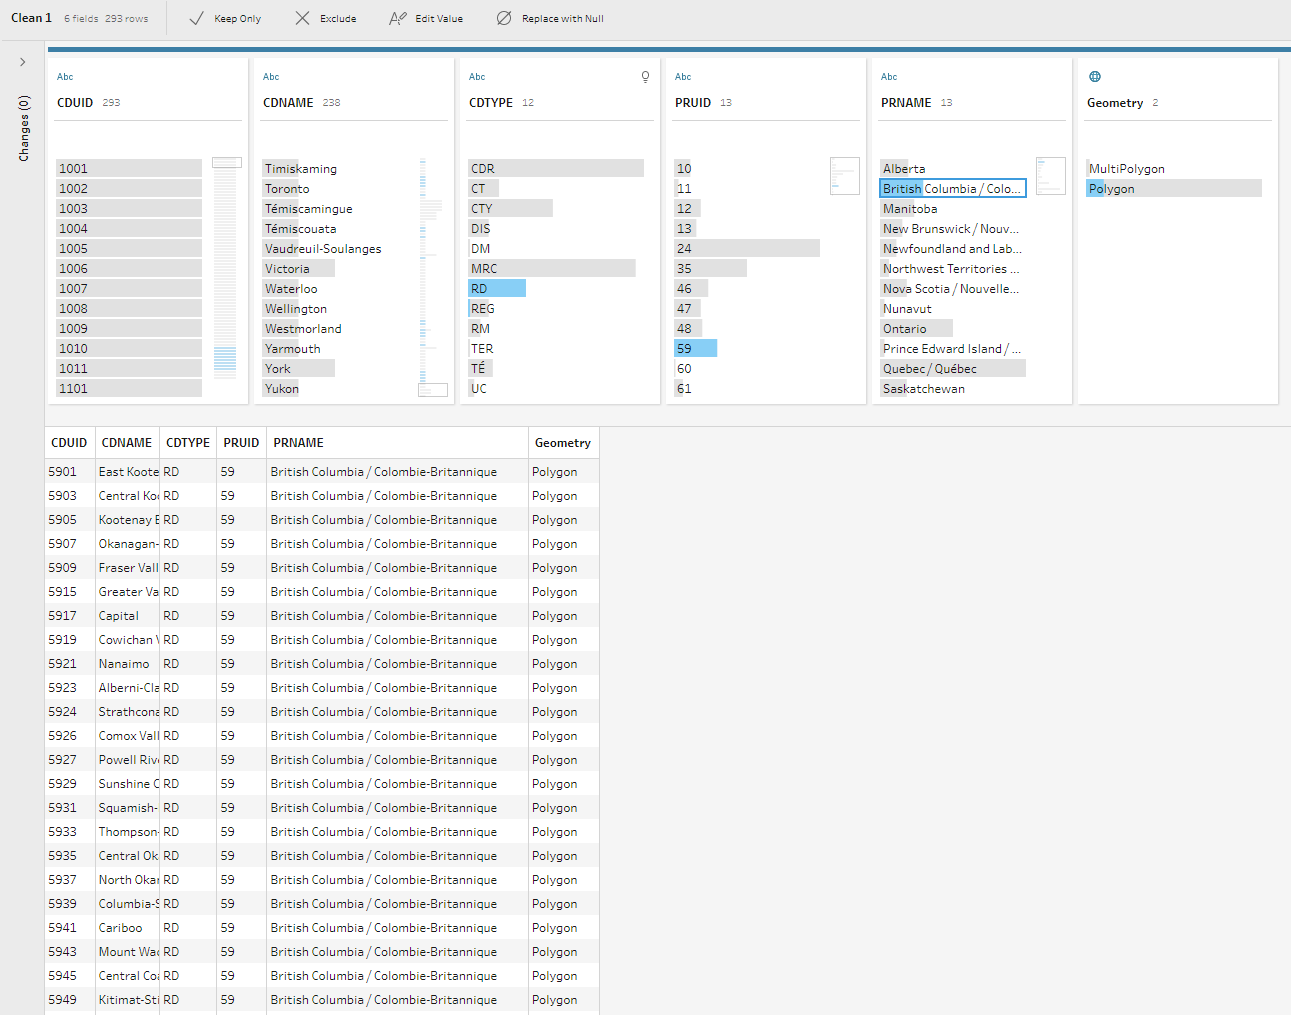 Clean 1 6 fields 293 rows Keep Only Exclude Edit Value Replace with Null
Changes (0)
Abc Abc Abc Abc Abc
CDUID 293 CDNAME 238 CDTYPE 12 PRUID 13 PRNAME 13 Geometry 2
1001 Timiskaming CDR 10 Alberta MultiPolygon
1002 Toronto CT 11 British Columbia / Colo... Polygon
1003 Témiscamingue CTY 12 Manitoba
1004 Témiscouata DIS 13 New Brunswick / Nouv...
1005 Vaudreuil-Soulanges DM 24 Newfoundland and Lab...
1006 Victoria MRC 35 Northwest Territories ...
1007 Waterloo RD 46 Nova Scotia / Nouvelle...
1008 Wellington REG 47 Nunavut
1009 Westmorland RM 48 Ontario
1010 Yarmouth TER 59 Prince Edward Island / ...
1011 York TÉ 60 Quebec / Québec
1101 Yukon UC 61 Saskatchewan
CDUID CDNAME CDTYPE PRUID PRNAME Geometry
5901 East Koote RD 59 British Columbia / Colombie-Britannique Polygon
5903 Central Koo RD 59 British Columbia / Colombie-Britannique Polygon
5905 Kootenay B RD 59 British Columbia / Colombie-Britannique Polygon
5907 Okanagan- RD 59 British Columbia / Colombie-Britannique Polygon
5909 Fraser Vall RD 59 British Columbia / Colombie-Britannique Polygon
5915 Greater Va RD 59 British Columbia / Colombie-Britannique Polygon
5917 Capital RD 59 British Columbia / Colombie-Britannique Polygon
5919 Cowichan V RD 59 British Columbia / Colombie-Britannique Polygon
5921 Nanaimo RD 59 British Columbia / Colombie-Britannique Polygon
5923 Alberni-Cla RD 59 British Columbia / Colombie-Britannique Polygon
5924 Strathcona RD 59 British Columbia / Colombie-Britannique Polygon
5926 Comox Vall RD 59 British Columbia / Colombie-Britannique Polygon
5927 Powell Rive RD 59 British Columbia / Colombie-Britannique Polygon
5929 Sunshine C RD 59 British Columbia / Colombie-Britannique Polygon
5931 Squamish- RD 59 British Columbia / Colombie-Britannique Polygon
5933 Thompson- RD 59 British Columbia / Colombie-Britannique Polygon
5935 Central Ok RD 59 British Columbia / Colombie-Britannique Polygon
5937 North Okan RD 59 British Columbia / Colombie-Britannique Polygon
5939 Columbia-S RD 59 British Columbia / Colombie-Britannique Polygon
5941 Cariboo RD 59 British Columbia / Colombie-Britannique Polygon
5943 Mount Wad RD 59 British Columbia / Colombie-Britannique Polygon
5945 Central Coa RD 59 British Columbia / Colombie-Britannique Polygon
5949 Kitimat-Sti RD 59 British Columbia / Colombie-Britannique Polygon